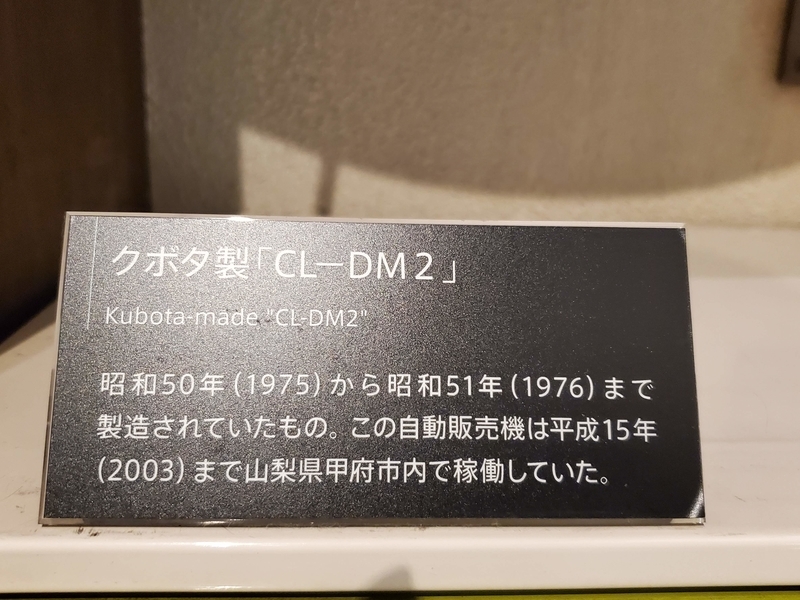 クボタ製「CL－DM２」
Kubota-made "CL-DM2"
昭和50年（1975）から昭和51年（1976）まで
製造されていたもの。この自動販売機は平成15年
（2003）まで山梨県甲府市内で稼働していた。